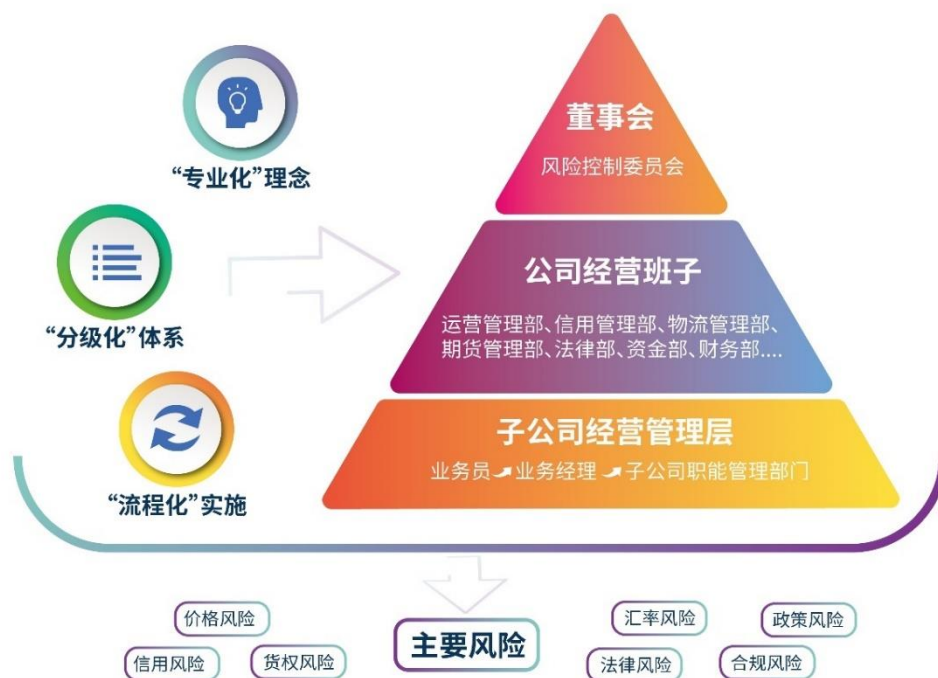 “专业化”理念
“分级化”体系
“流程化”实施
董事会
风险控制委员会
公司经营班子
运营管理部、信用管理部、物流管理部、
期货管理部、法律部、资金部、财务部....
子公司经营管理层
业务员 业务经理 子公司职能管理部门
主要风险
价格风险
信用风险
货权风险
汇率风险
政策风险
法律风险
合规风险